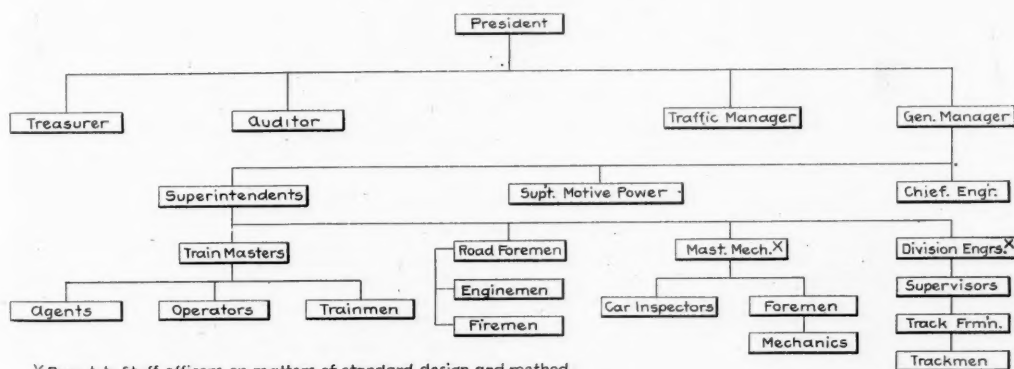 President
Treasurer
Auditor
Traffic Manager
Gen. Manager
Superintendents
Supt. Motive Power
Chief. Engr.
Train Masters
Road Foremen
Mast. Mech. X
Division Engrs. X
Agents
Operators
Trainmen
Enginemen
Firemen
Car Inspectors
Foremen
Mechanics
Supervisors
Track Frm'n.
Trackmen
X Report to Staff officers on matters of standard design and method